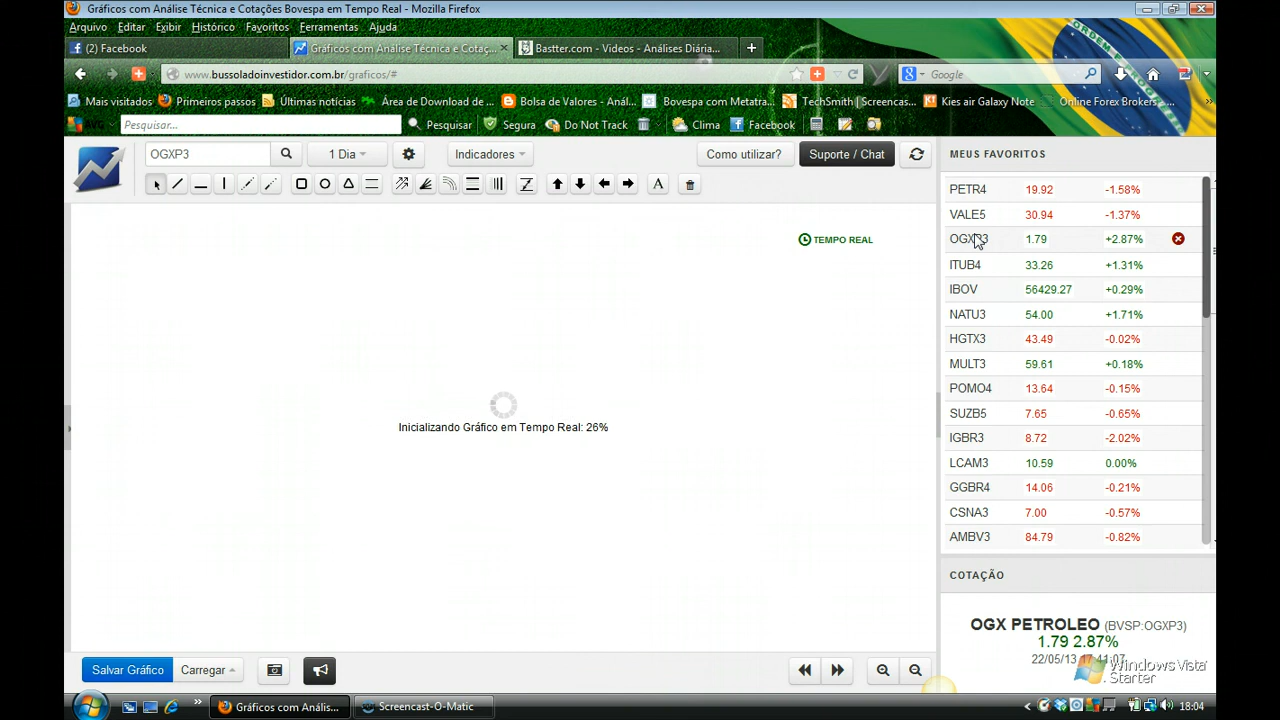 Gráficos com Análise Técnica e Cotações Bovespa em Tempo Real - Mozilla Firefox
Arquivo Editar Exibir Histórico Favoritos Ferramentas Ajuda
(2) Facebook
Gráficos com Análise Técnica e Cotaç...
Bastter.com - Videos - Análises Diária...
www.bussoladoinvestidor.com.br/graficos/#
Google
Mais visitados
Primeiros passos
Últimas notícias
Área de Download de ...
Bolsa de Valores - Anál...
Bovespa com Metatra...
TechSmith | Screencas...
Kies air Galaxy Note
Online Forex Brokers - ...
AVG
Pesquisar...
Pesquisar
Segura
Do Not Track
Clima
Facebook
OGXP3
1 Dia
Indicadores
Como utilizar?
Suporte / Chat
A
TEMPO REAL
Inicializando Gráfico em Tempo Real: 26%
MEUS FAVORITOS
PETR4 19.92 -1.58%
VALE5 30.94 -1.37%
OGXP3 1.79 +2.87%
ITUB4 33.26 +1.31%
IBOV 56429.27 +0.29%
NATU3 54.00 +1.71%
HGTX3 43.49 -0.02%
MULT3 59.61 +0.18%
POMO4 13.64 -0.15%
SUZB5 7.65 -0.65%
IGBR3 8.72 -2.02%
LCAM3 10.59 0.00%
GGBR4 14.06 -0.21%
CSNA3 7.00 -0.57%
AMBV3 84.79 -0.82%
COTAÇÃO
OGX PETROLEO (BVSP:OGXP3)
1.79 2.87%
22/05/13 17:41:07
Windows Vista™
Starter
Salvar Gráfico
Carregar
Gráficos com Anális...
Screencast-O-Matic
18:04